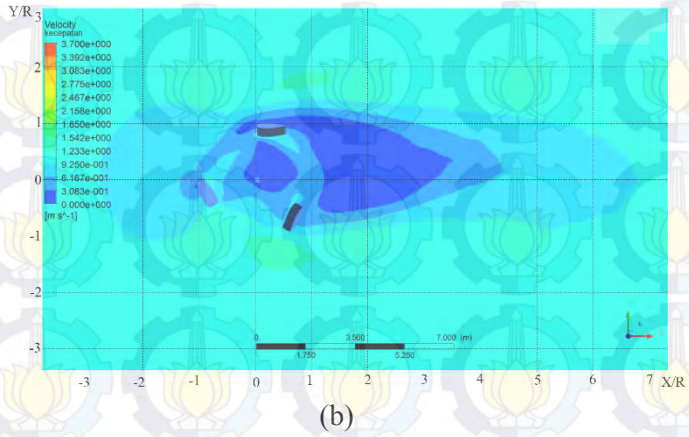 Y/R
Velocity
kecepatan
3.700e+000
3.392e+000
3.083e+000
2.775e+000
2.467e+000
2.158e+000
1.850e+000
1.542e+000
1.233e+000
9.250e-001
6.167e-001
3.083e-001
0.000e+000
[m s^-1]
3
2
1
0
-1
-2
-3
0 3.500 7.000 (m)
1.750 5.250
-3 -2 -1 0 1 2 3 4 5 6 7 X/R
(b)